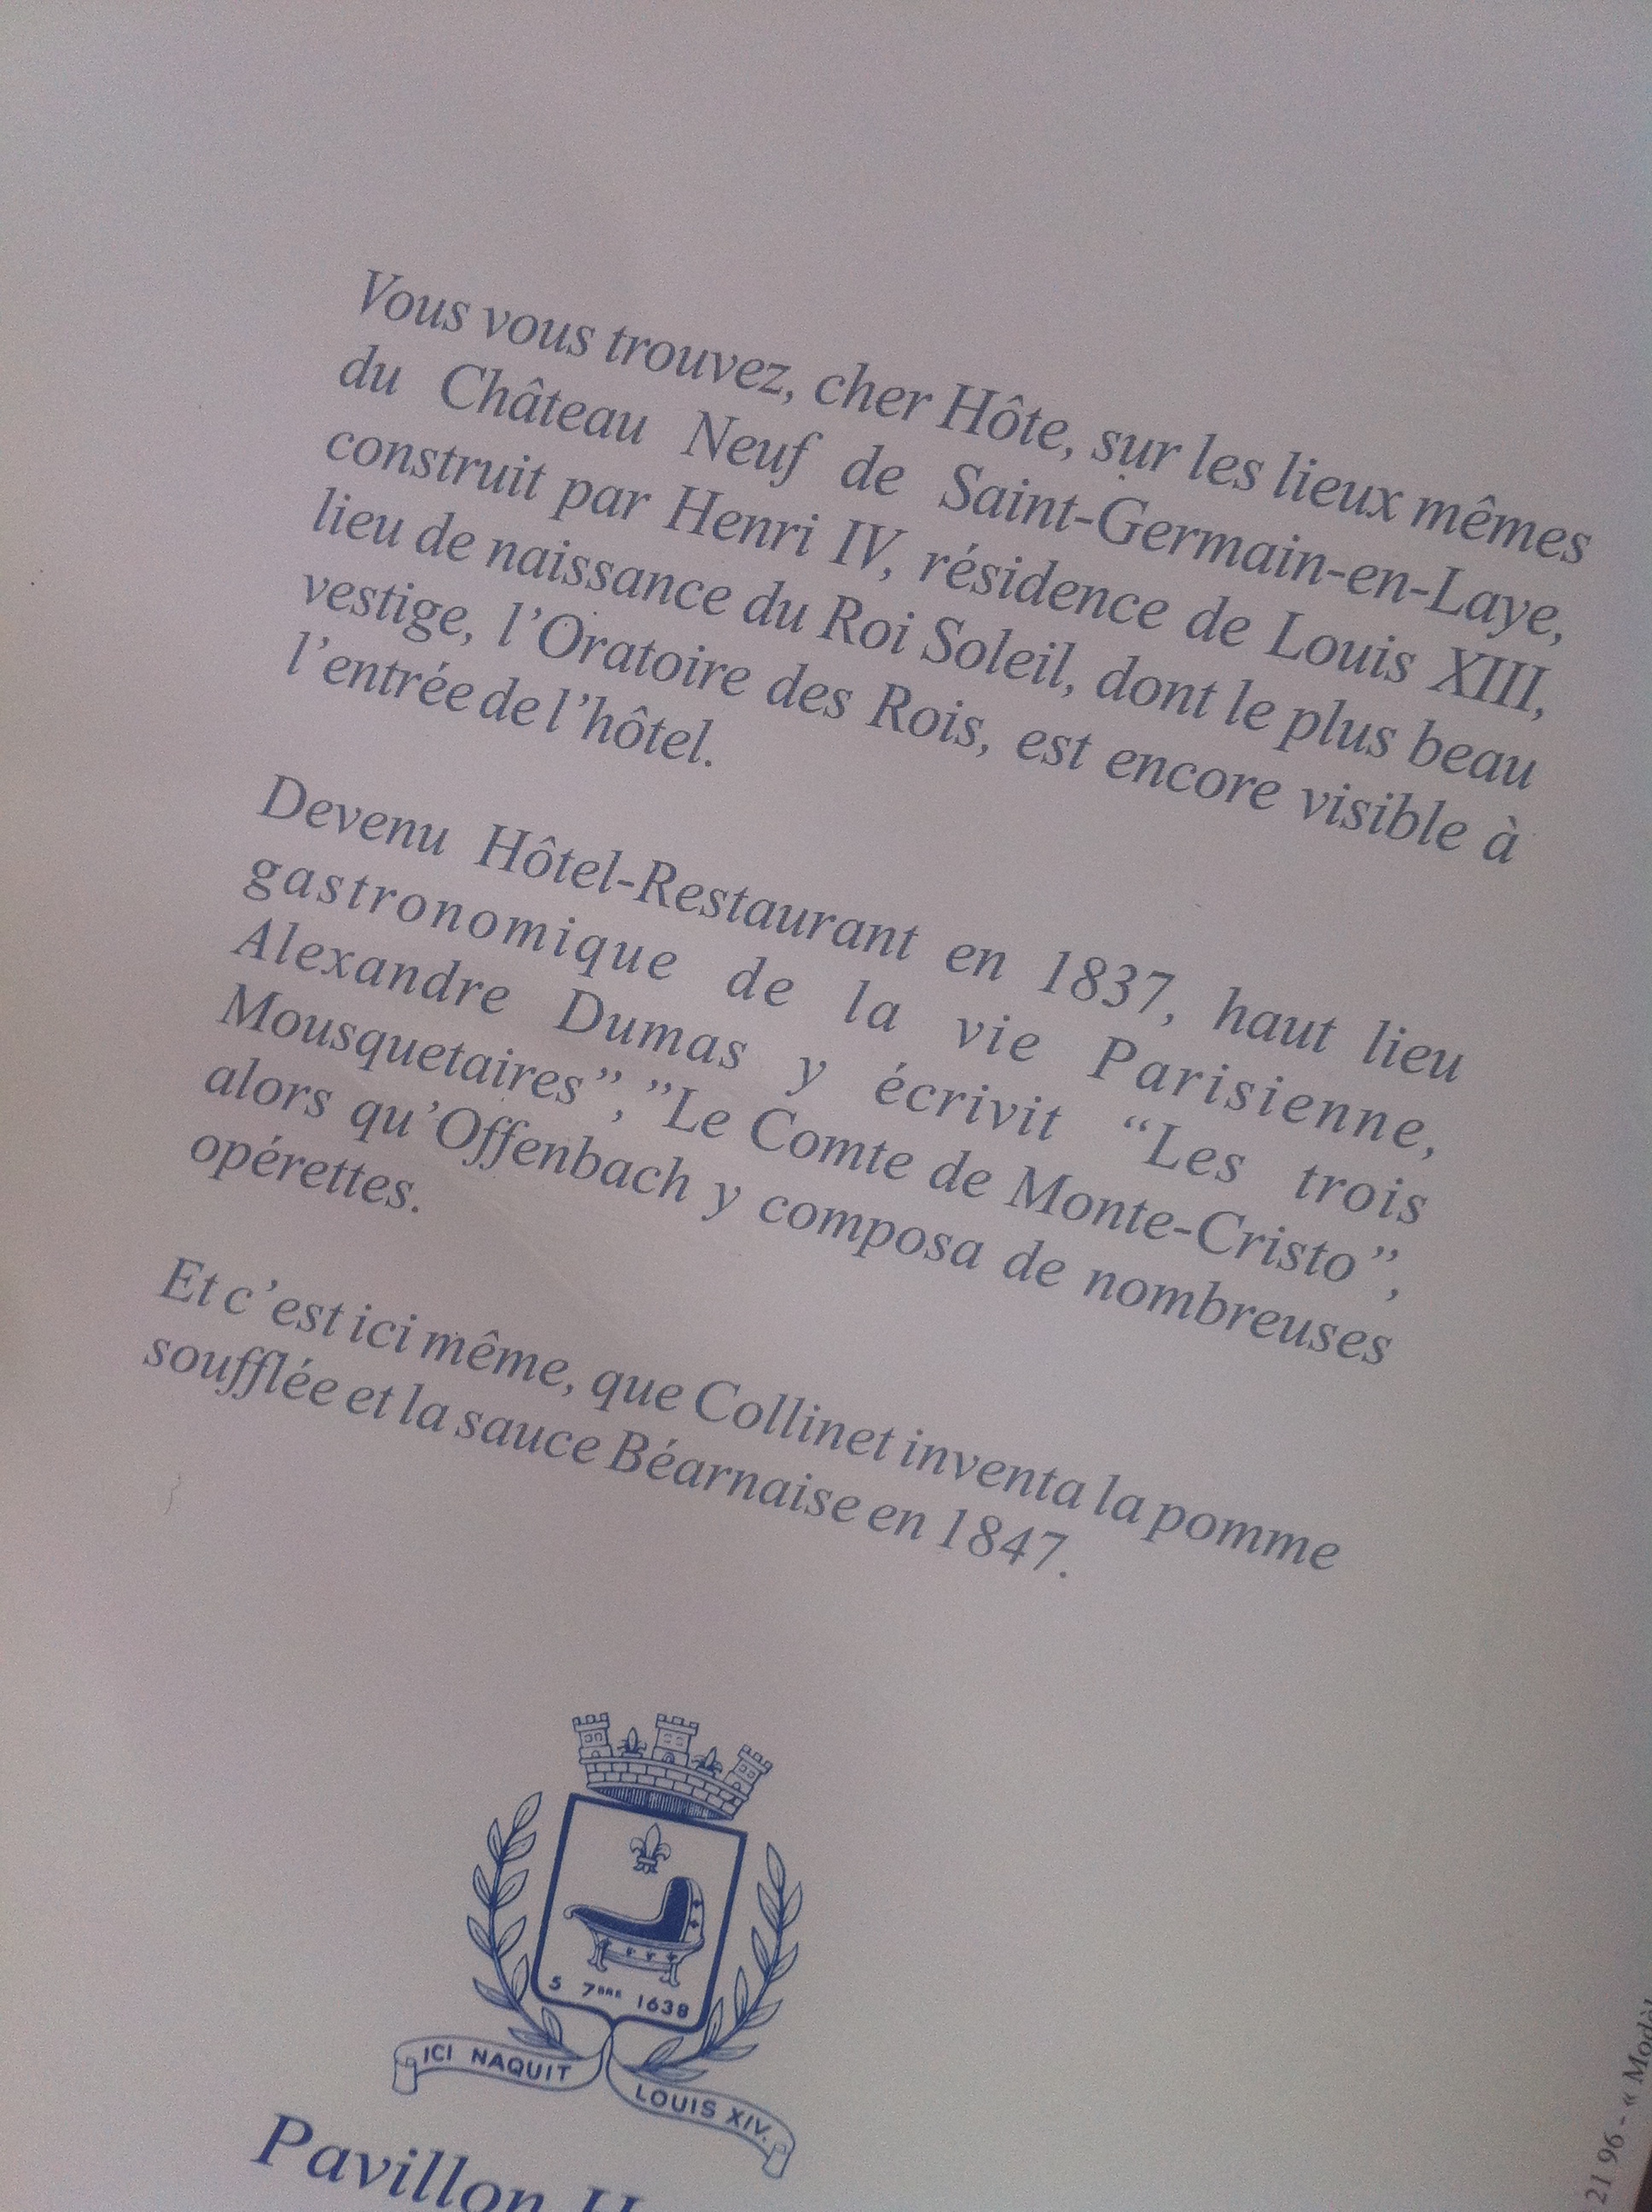 Vous vous trouvez, cher Hôte, sur les lieux mêmes
du Château Neuf de Saint-Germain-en-Laye,
construit par Henri IV, résidence de Louis XIII,
lieu de naissance du Roi Soleil, dont le plus beau
vestige, l'Oratoire des Rois, est encore visible à
l'entrée de l'hôtel.
Devenu Hôtel-Restaurant en 1837, haut lieu
gastronomique de la vie Parisienne,
Alexandre Dumas y écrivit “Les trois
Mousquetaires”, ”Le Comte de Monte-Cristo”,
alors qu'Offenbach y composa de nombreuses
opérettes.
Et c'est ici même, que Collinet inventa la pomme
soufflée et la sauce Béarnaise en 1847.
5 7BRE 1638
ICI NAQUIT LOUIS XIV.
Pavillon
21 96 - «